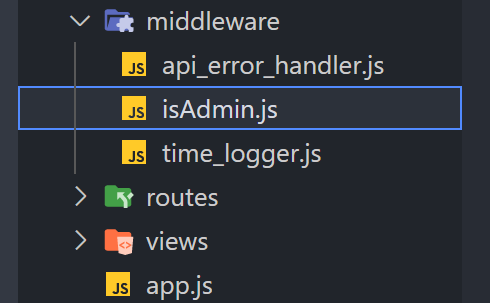 middleware
JS api_error_handler.js
JS isAdmin.js
JS time_logger.js
routes
<> views
JS app.js